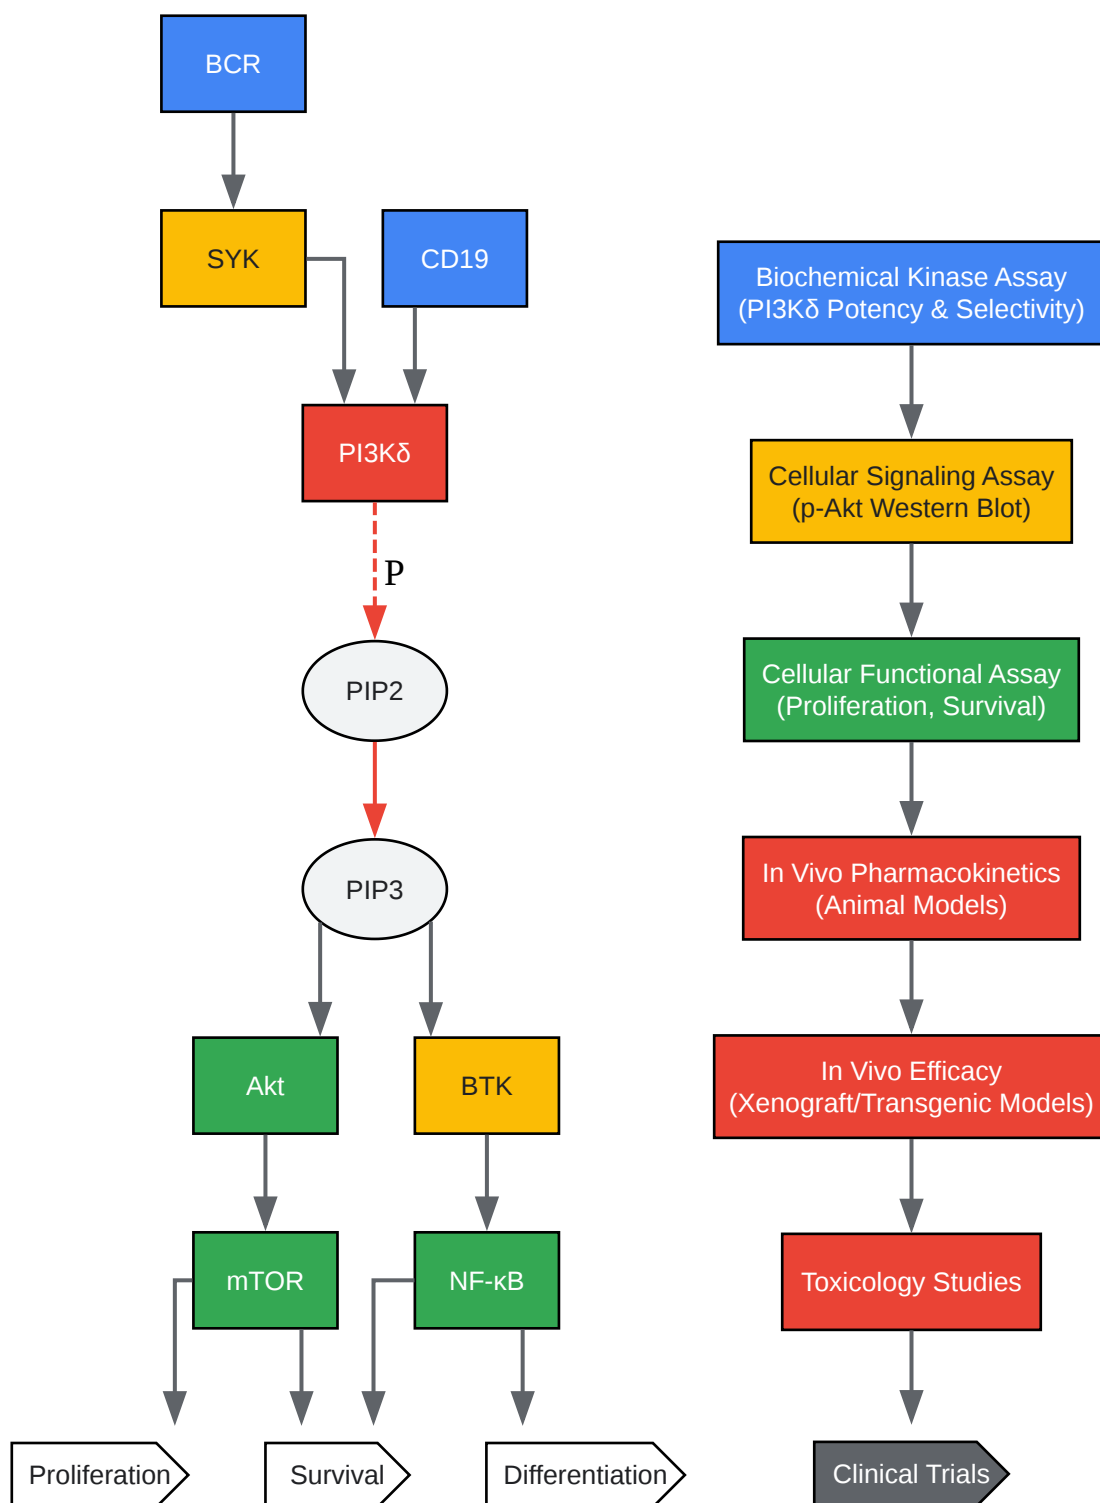 BCR
SYK
CD19
PI3Kδ
P
PIP2
PIP3
Akt
BTK
mTOR
NF-κB
Proliferation
Survival
Differentiation
Biochemical Kinase Assay
(PI3Kδ Potency & Selectivity)
Cellular Signaling Assay
(p-Akt Western Blot)
Cellular Functional Assay
(Proliferation, Survival)
In Vivo Pharmacokinetics
(Animal Models)
In Vivo Efficacy
(Xenograft/Transgenic Models)
Toxicology Studies
Clinical Trials